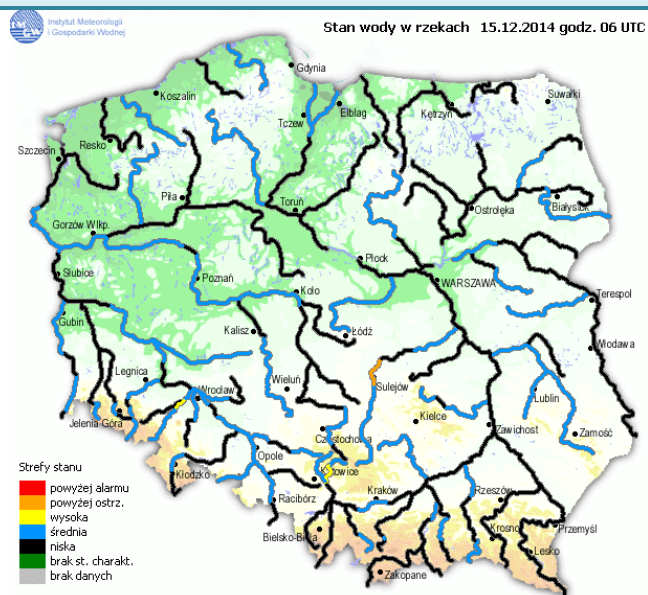 Instytut Meteorologii
i Gospodarki Wodnej
Stan wody w rzekach 15.12.2014 godz. 06 UTC
Gdynia
Koszalin
Suwałki
Tczew
Elbląg
Kętrzyn
Resko
Szczecin
Piła
Toruń
Ostrołęka
Białystok
Gorzów Wlkp.
Płock
Słubice
Poznań
Koło
WARSZAWA
Terespol
Gubin
Kalisz
Łódź
Włodawa
Legnica
Wrocław
Wieluń
Sulejów
Lublin
Jelenia Góra
Kielce
Zawichost
Zamość
Częstochowa
Opole
Kłodzko
Katowice
Racibórz
Kraków
Rzeszów
Bielsko-Biała
Krosno
Przemyśl
Lesko
Zakopane
Strefy stanu
powyżej alarmu
powyżej ostrz.
wysoka
średnia
niska
brak st. charakt.
brak danych